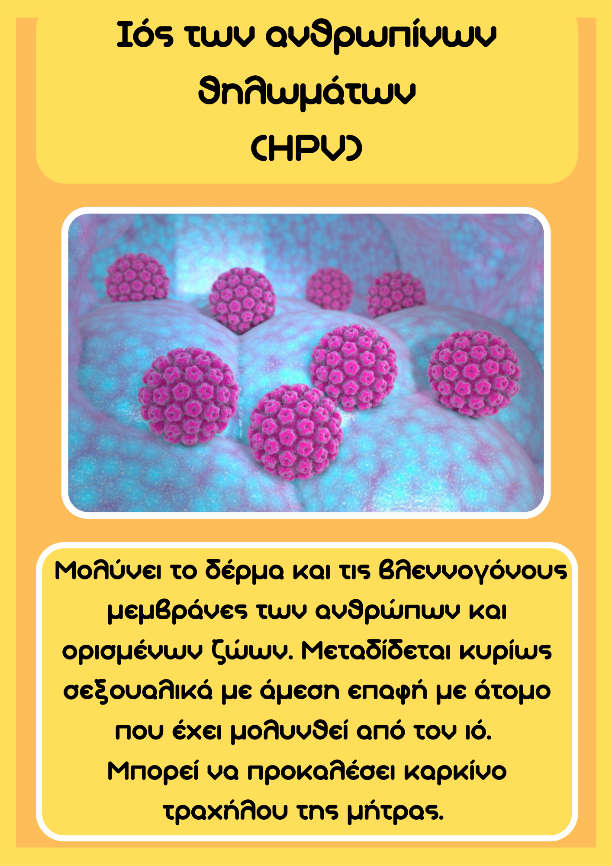 Ιός των ανθρωπίνων
θηλωμάτων
(HPV)
Μολύνει το δέρμα και τις βλεννογόνους
μεμβράνες των ανθρώπων και
ορισμένων ζώων. Μεταδίδεται κυρίως
σεξουαλικά με άμεση επαφή με άτομο
που έχει μολυνθεί από τον ιό.
Μπορεί να προκαλέσει καρκίνο
τραχήλου της μήτρας.